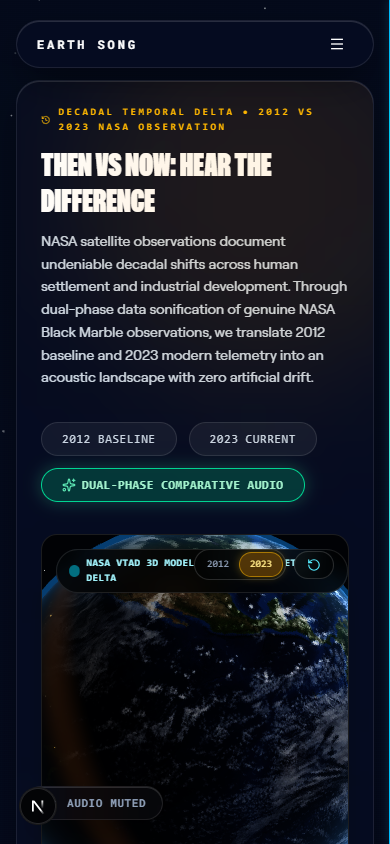 EARTH SONG
DECADAL TEMPORAL DELTA • 2012 VS
2023 NASA OBSERVATION
THEN VS NOW: HEAR THE
DIFFERENCE
NASA satellite observations document
undeniable decadal shifts across human
settlement and industrial development. Through
dual-phase data sonification of genuine NASA
Black Marble observations, we translate 2012
baseline and 2023 modern telemetry into an
acoustic landscape with zero artificial drift.
2012 BASELINE
2023 CURRENT
DUAL-PHASE COMPARATIVE AUDIO
NASA VTAD 3D MODEL
DELTA
2012
2023
N
AUDIO MUTED